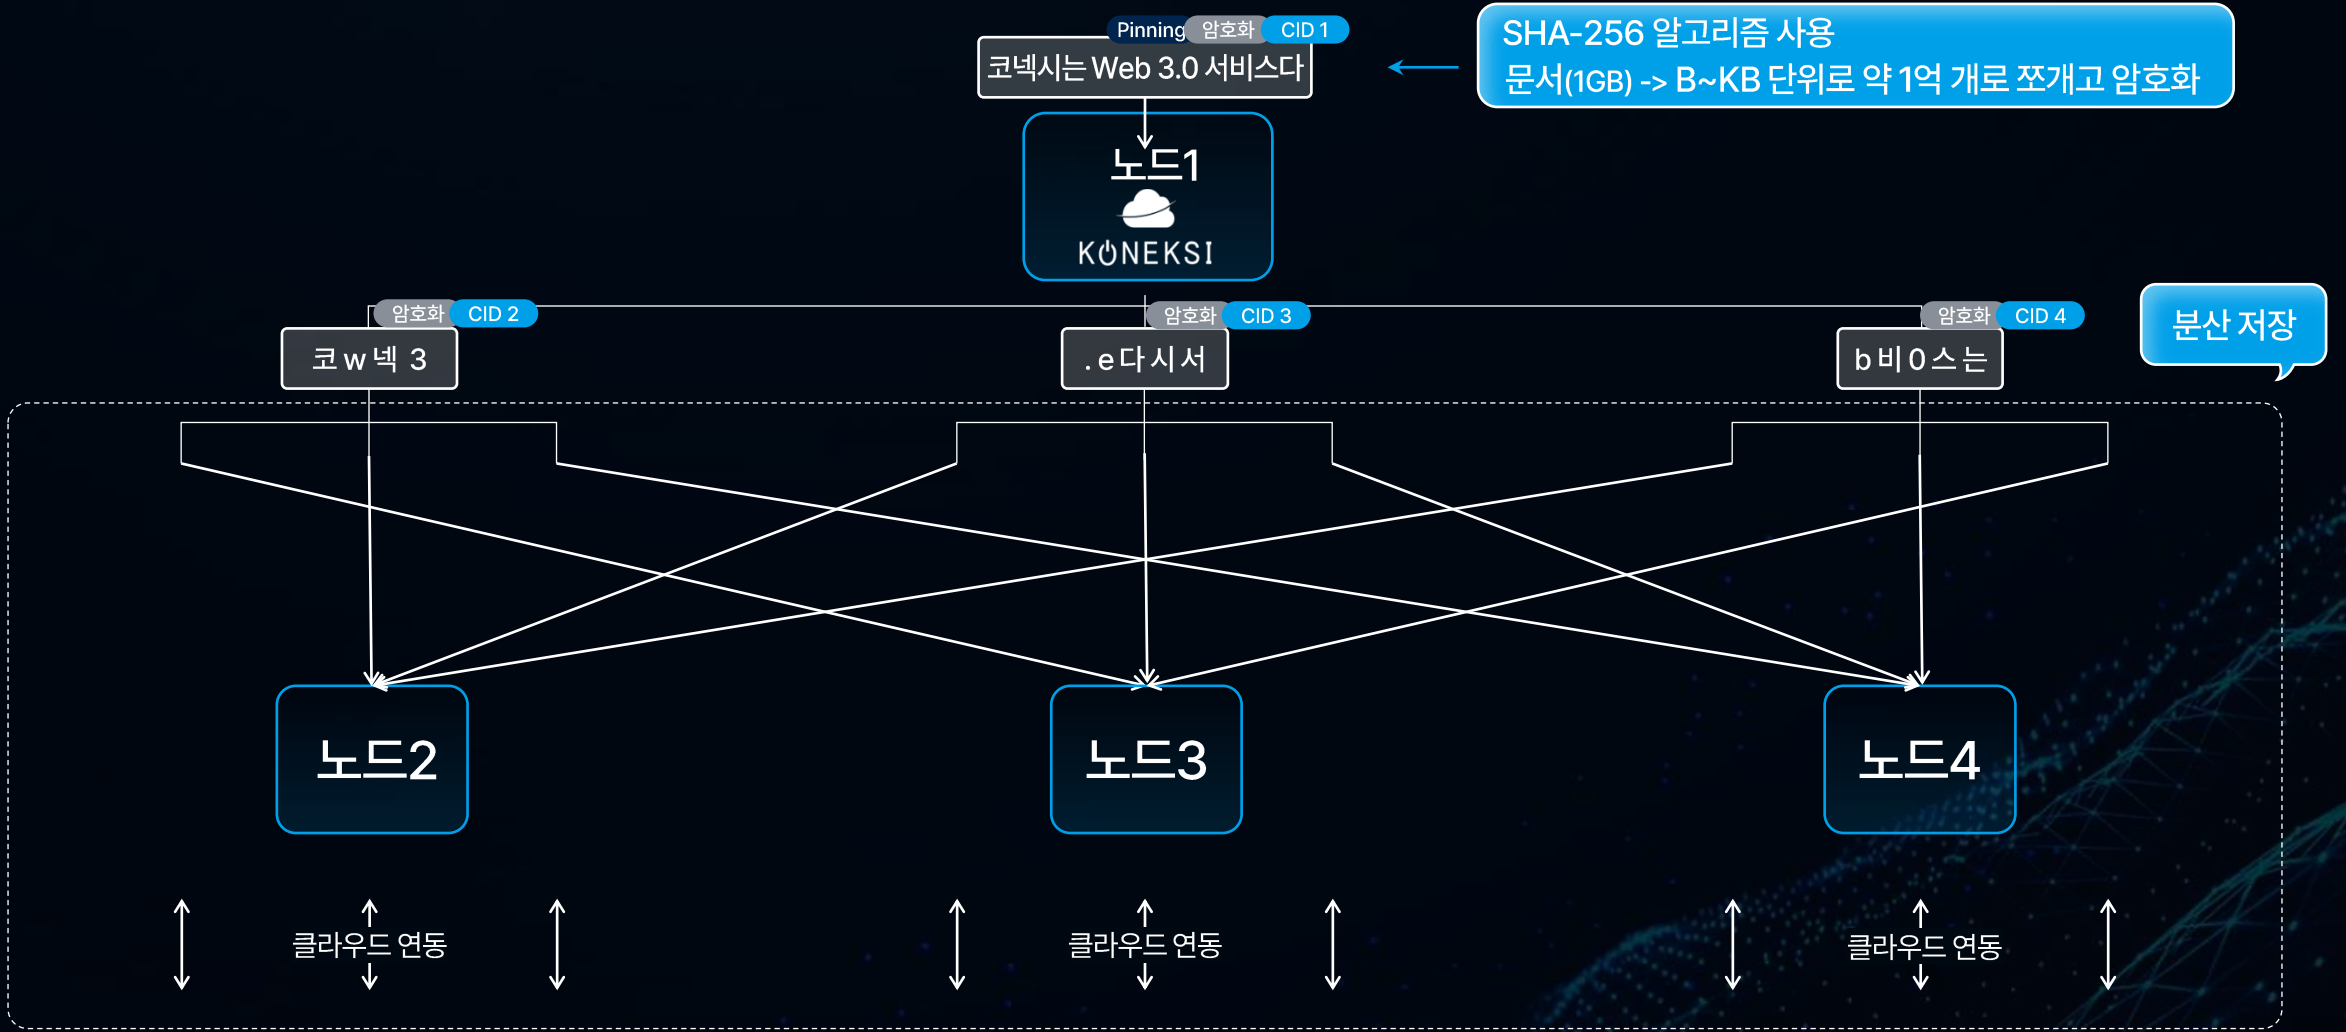 Pinning 암호화 CID 1
코넥시는 Web 3.0 서비스다
SHA-256 알고리즘 사용
문서(1GB) -> B~KB 단위로 약 1억 개로 쪼개고 암호화
노드1
KONEKSI
암호화 CID 2
암호화 CID 3
암호화 CID 4
코 w 넥 3
. e 다 시 서
b 비 0 스 는
분산 저장
노드2
노드3
노드4
클라우드 연동
클라우드 연동
클라우드 연동